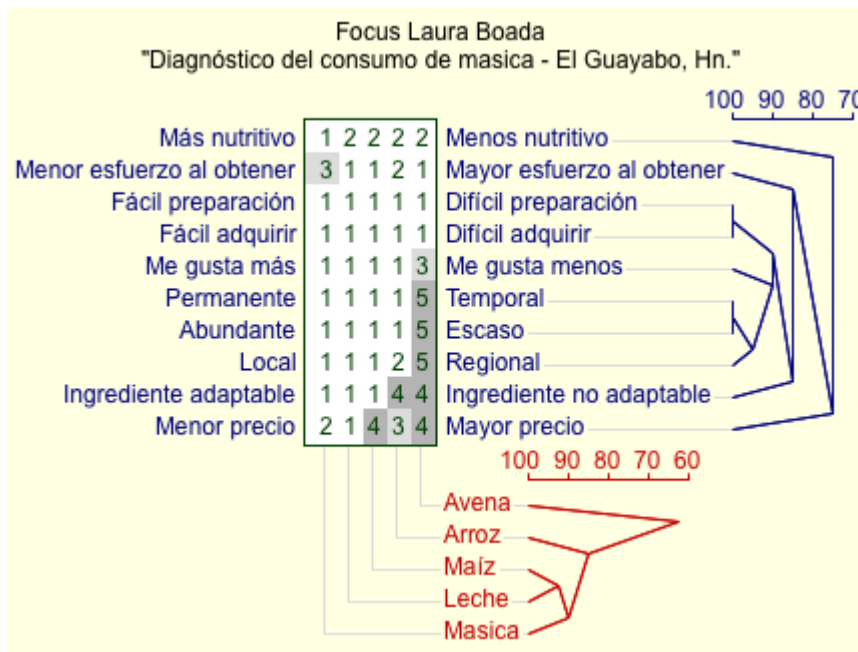 Focus Laura Boada
"Diagnóstico del consumo de masica - El Guayabo, Hn."
100 90 80 70
Más nutritivo 1 2 2 2 2 Menos nutritivo
Menor esfuerzo al obtener 3 1 1 2 1 Mayor esfuerzo al obtener
Fácil preparación 1 1 1 1 1 Difícil preparación
Fácil adquirir 1 1 1 1 1 Difícil adquirir
Me gusta más 1 1 1 1 3 Me gusta menos
Permanente 1 1 1 1 5 Temporal
Abundante 1 1 1 1 5 Escaso
Local 1 1 1 2 5 Regional
Ingrediente adaptable 1 1 1 4 4 Ingrediente no adaptable
Menor precio 2 1 4 3 4 Mayor precio
100 90 80 70 60
Avena
Arroz
Maíz
Leche
Masica